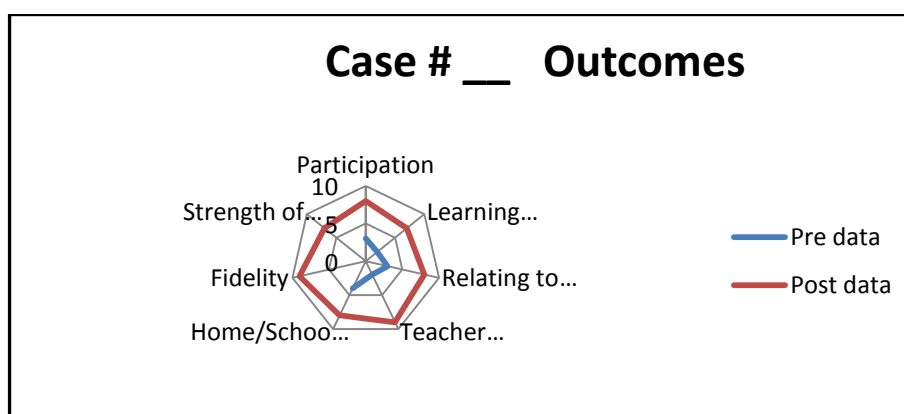 Case # __ Outcomes
Participation
10
5
0
Strength of...
Learning...
Fidelity
Relating to...
Home/Schoo...
Teacher...
Pre data
Post data